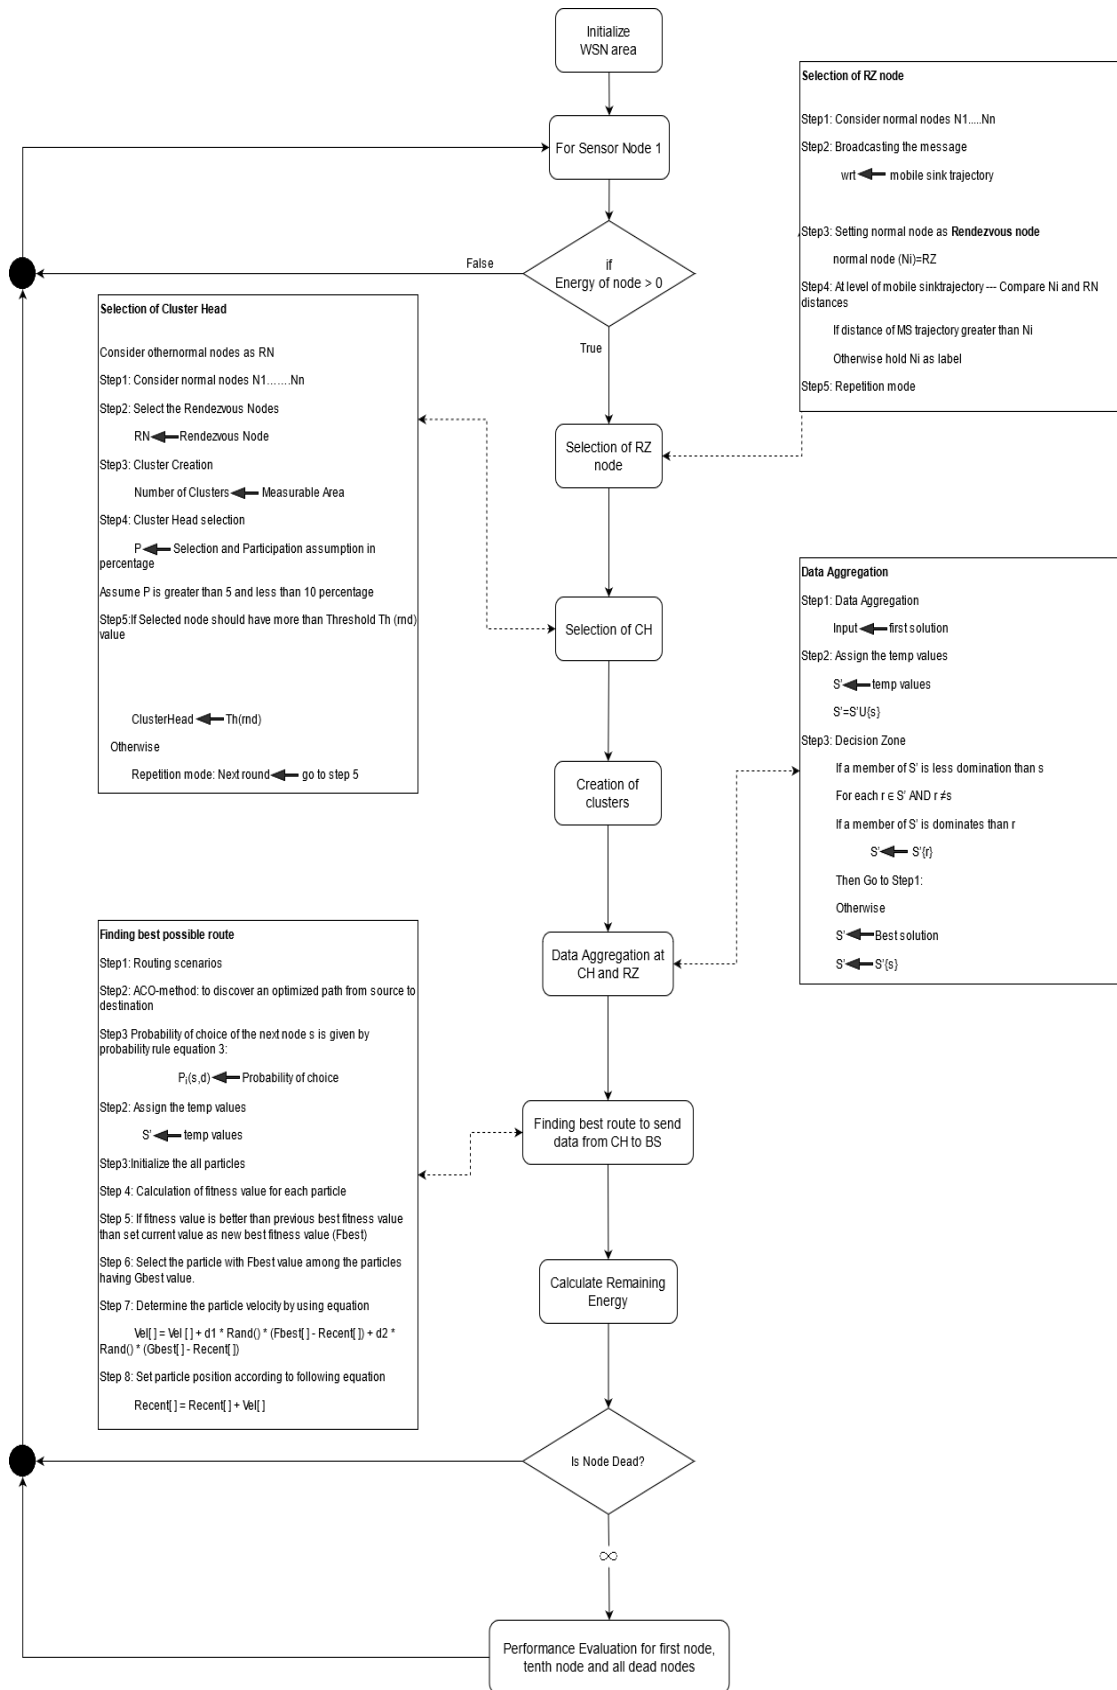 Initialize
WSN area
For Sensor Node 1
if
Energy of node > 0
False
True
Selection of RZ
node
Selection of CH
Creation of
clusters
Data Aggregation at
CH and RZ
Finding best route to send
data from CH to BS
Calculate Remaining
Energy
Is Node Dead?
∞
Performance Evaluation for first node,
tenth node and all dead nodes
Selection of RZ node
Step1: Consider normal nodes N1.....Nn
Step2: Broadcasting the message
wrt ← mobile sink trajectory
Step3: Setting normal node as Rendezvous node
normal node (Ni)=RZ
Step4: At level of mobile sinktrajectory --- Compare Ni and RN
distances
If distance of MS trajectory greater than Ni
Otherwise hold Ni as label
Step5: Repetition mode
Selection of Cluster Head
Consider othernormal nodes as RN
Step1: Consider normal nodes N1…....Nn
Step2: Select the Rendezvous Nodes
RN ← Rendezvous Node
Step3: Cluster Creation
Number of Clusters ← Measurable Area
Step4: Cluster Head selection
P ← Selection and Participation assumption in
percentage
Assume P is greater than 5 and less than 10 percentage
Step5:If Selected node should have more than Threshold Th (rnd)
value
ClusterHead ← Th(rnd)
Otherwise
Repetition mode: Next round ← go to step 5
Data Aggregation
Step1: Data Aggregation
Input ← first solution
Step2: Assign the temp values
S' ← temp values
S'=S'U{s}
Step3: Decision Zone
If a member of S' is less domination than s
For each r ∈ S' AND r ≠s
If a member of S' is dominates than r
S' ← S'{r}
Then Go to Step1:
Otherwise
S' ← Best solution
S' ← S'{s}
Finding best possible route
Step1: Routing scenarios
Step2: ACO-method: to discover an optimized path from source to
destination
Step3 Probability of choice of the next node s is given by
probability rule equation 3:
Pᵢ(s,d) ← Probability of choice
Step2: Assign the temp values
S' ← temp values
Step3:Initialize the all particles
Step 4: Calculation of fitness value for each particle
Step 5: If fitness value is better than previous best fitness value
than set current value as new best fitness value (Fbest)
Step 6: Select the particle with Fbest value among the particles
having Gbest value.
Step 7: Determine the particle velocity by using equation
Vel[ ] = Vel [ ] + d1 * Rand() * (Fbest[ ] - Recent[ ]) + d2 *
Rand() * (Gbest[ ] - Recent[ ])
Step 8: Set particle position according to following equation
Recent[ ] = Recent[ ] + Vel[ ]